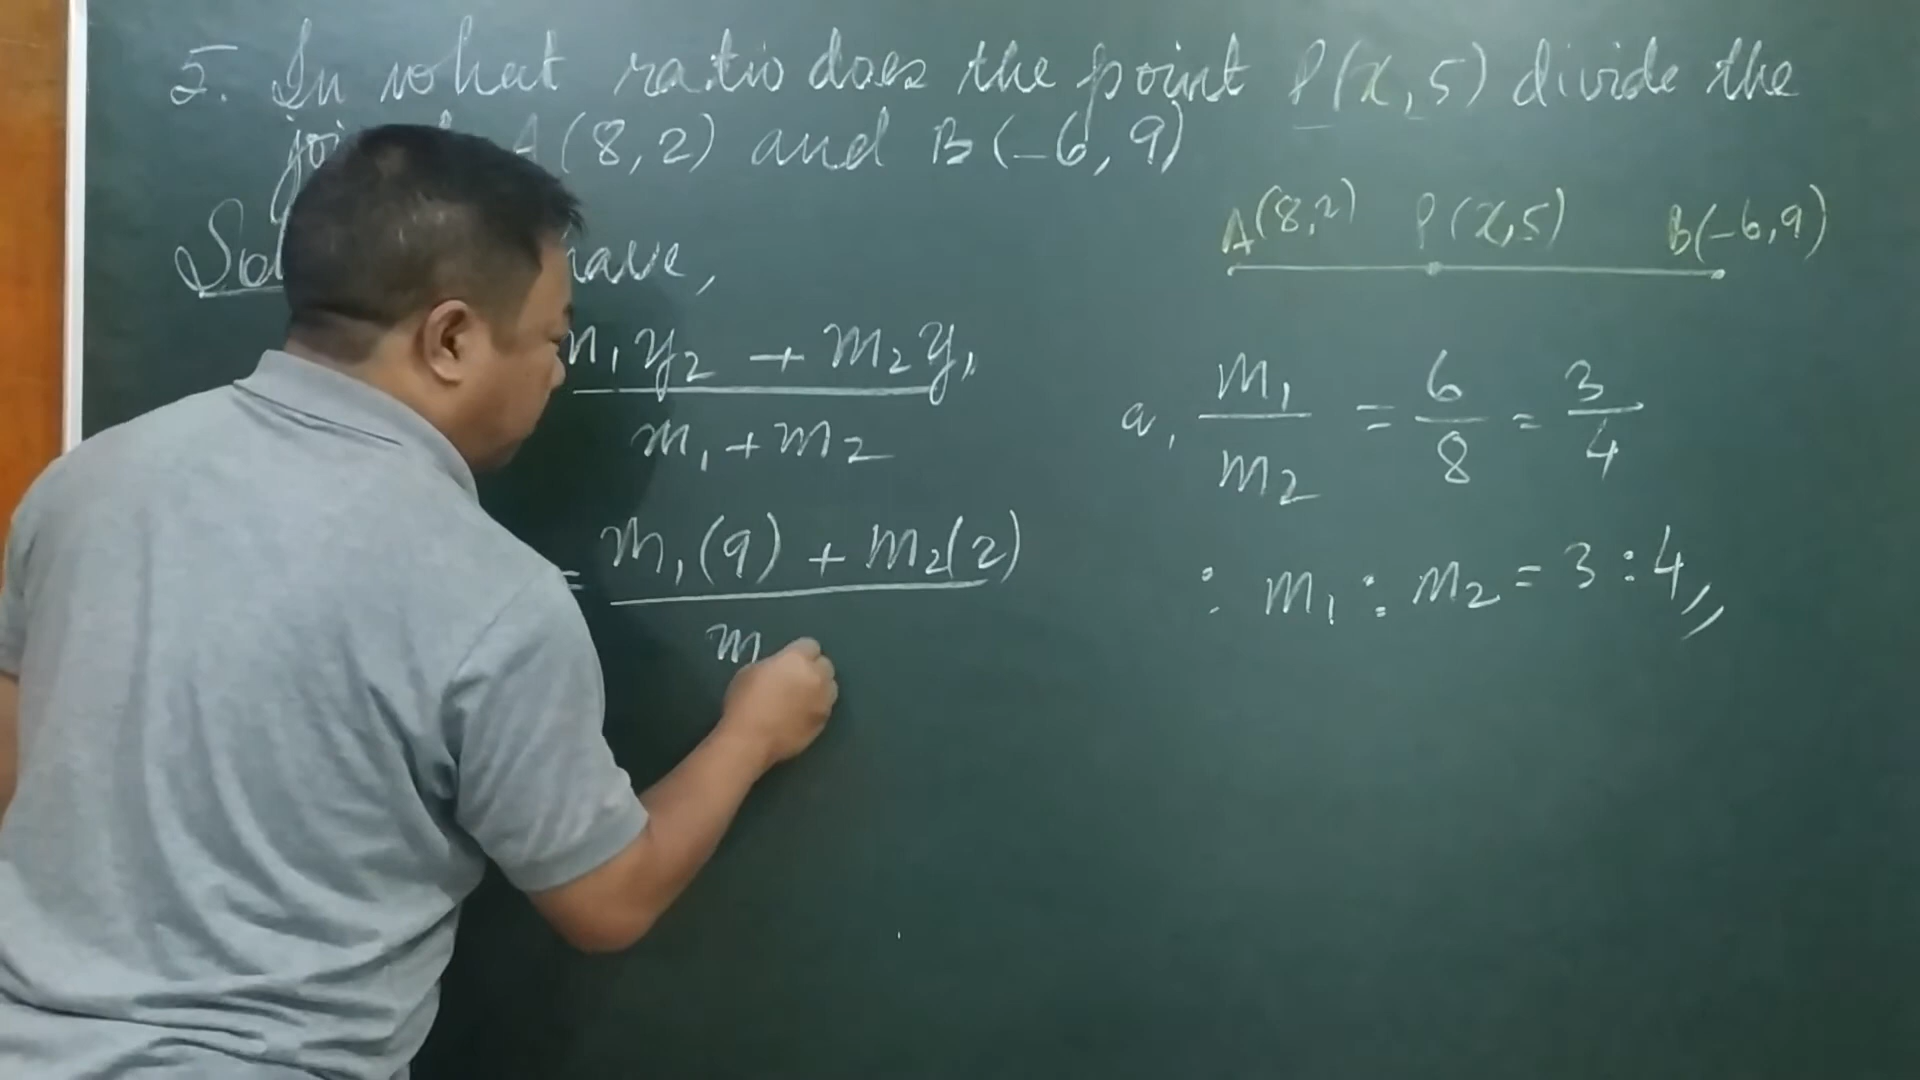 5. In what ratio does the point P(x, 5) divide the
A(8, 2) and B(-6, 9)
A(8,2) P(x,5) B(-6,9)
have,
m₁y₂ + m₂y₁
m₁ + m₂
= m₁(9) + m₂(2)
m
a, m₁/m₂ = 6/8 = 3/4
: m₁ : m₂ = 3 : 4,,